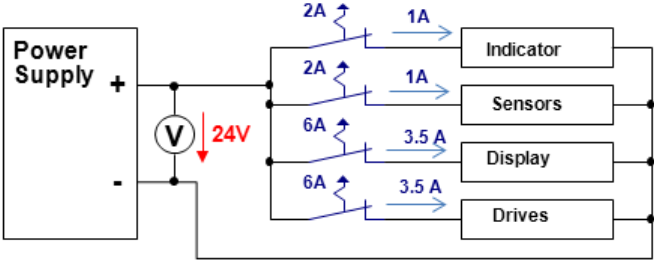 Power
Supply
+
-
V
24V
2A
1A
Indicator
2A
1A
Sensors
6A
3.5 A
Display
6A
3.5 A
Drives